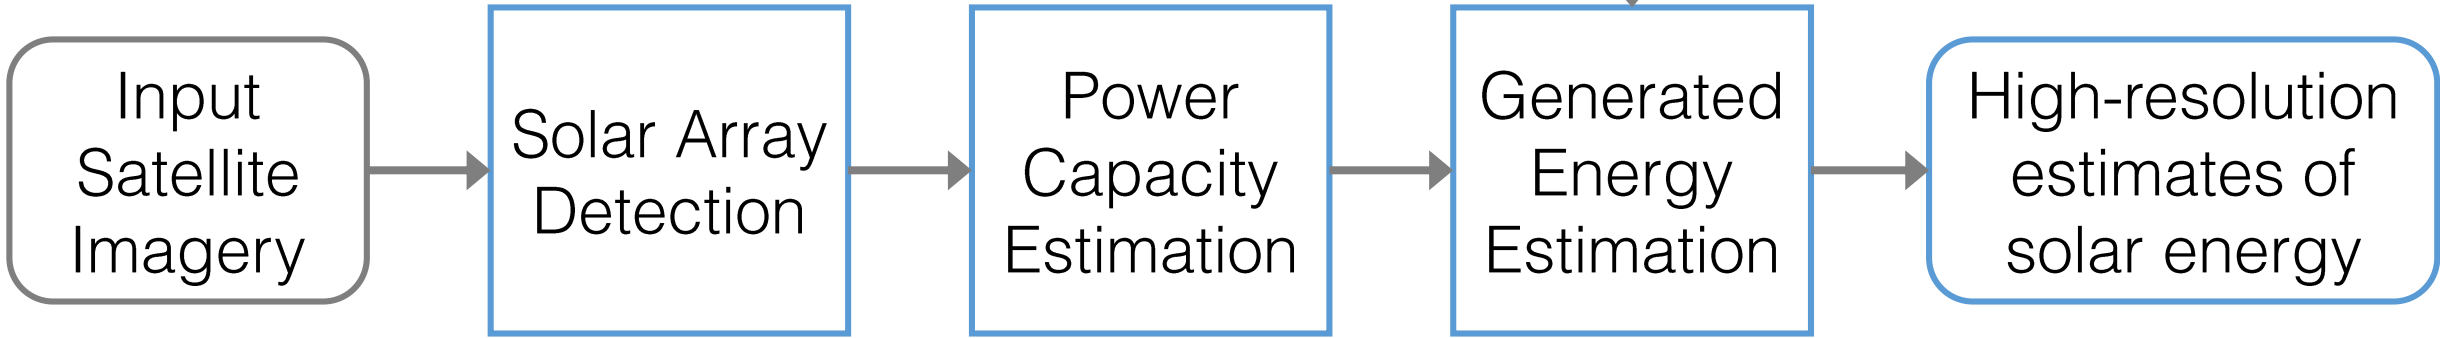 Input
Satellite
Imagery
Solar Array
Detection
Power
Capacity
Estimation
Generated
Energy
Estimation
High-resolution
estimates of
solar energy